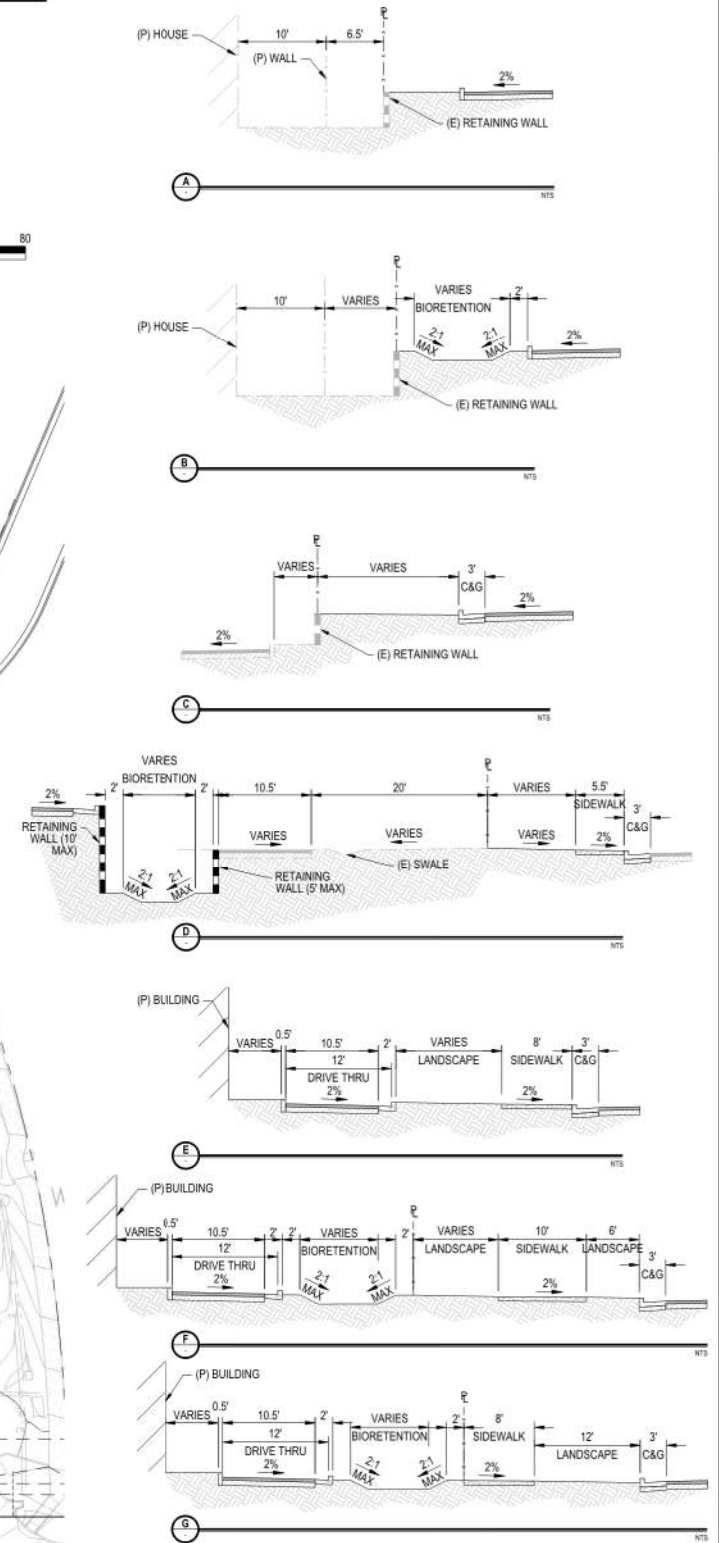 (P) HOUSE
10'
6.5'
(P) WALL
2%
(E) RETAINING WALL
A
-
NTS
80
VARIES
BIORETENTION
10'
VARIES
2'
(P) HOUSE
2:1
MAX
2:1
MAX
2%
(E) RETAINING WALL
B
-
NTS
VARIES
VARIES
3'
C&G
2%
2%
(E) RETAINING WALL
C
-
NTS
VARIES
BIORETENTION
2%
2'
2'
10.5'
20'
VARIES
5.5'
SIDEWALK
3'
C&G
RETAINING
WALL (10'
MAX)
VARIES
VARIES
VARIES
2%
(E) SWALE
2:1
MAX
2:1
MAX
RETAINING
WALL (5' MAX)
D
-
NTS
(P) BUILDING
VARIES
0.5'
10.5'
2'
VARIES
LANDSCAPE
8'
SIDEWALK
3'
C&G
12'
DRIVE THRU
2%
2%
E
-
NTS
(P) BUILDING
VARIES
0.5'
10.5'
2'
2'
VARIES
BIORETENTION
2'
VARIES
LANDSCAPE
10'
SIDEWALK
6'
LANDSCAPE
3'
C&G
12'
DRIVE THRU
2%
2:1
MAX
2:1
MAX
2%
F
-
NTS
(P) BUILDING
VARIES
0.5'
10.5'
2'
VARIES
BIORETENTION
2'
8'
SIDEWALK
12'
LANDSCAPE
3'
C&G
12'
DRIVE THRU
2%
2:1
MAX
2:1
MAX
2%
G
-
NTS